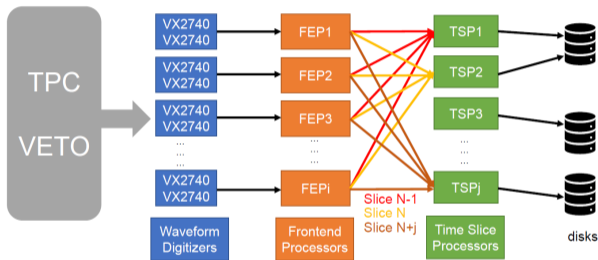 TPC
VETO
VX2740
VX2740
VX2740
VX2740
VX2740
VX2740
... ...
VX2740
VX2740
Waveform
Digitizers
FEP1
FEP2
FEP3
...
...
FEPi
Frontend
Processors
Slice N-1
Slice N
Slice N+j
TSP1
TSP2
TSP3
...
...
TSPj
Time Slice
Processors
disks